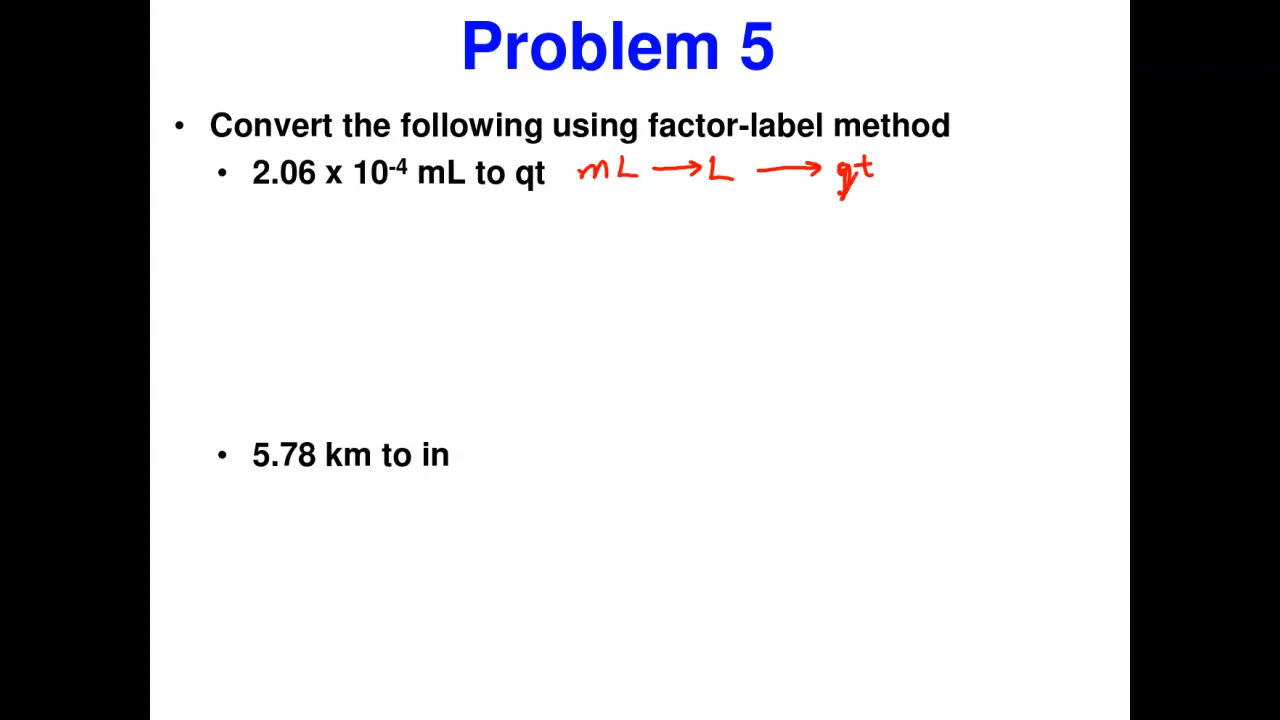 Problem 5
• Convert the following using factor-label method
• 2.06 x 10⁻⁴ mL to qt mL → L → qt
• 5.78 km to in